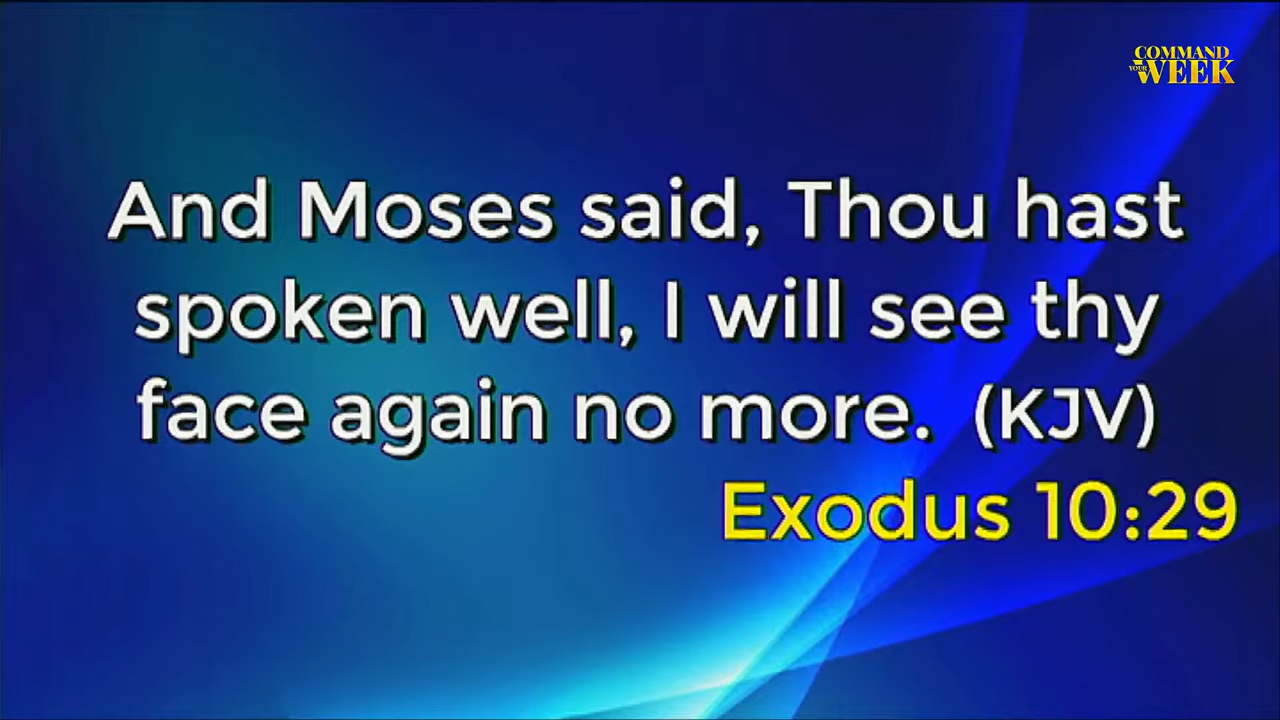 COMMAND
YOUR WEEK
And Moses said, Thou hast
spoken well, I will see thy
face again no more. (KJV)
Exodus 10:29